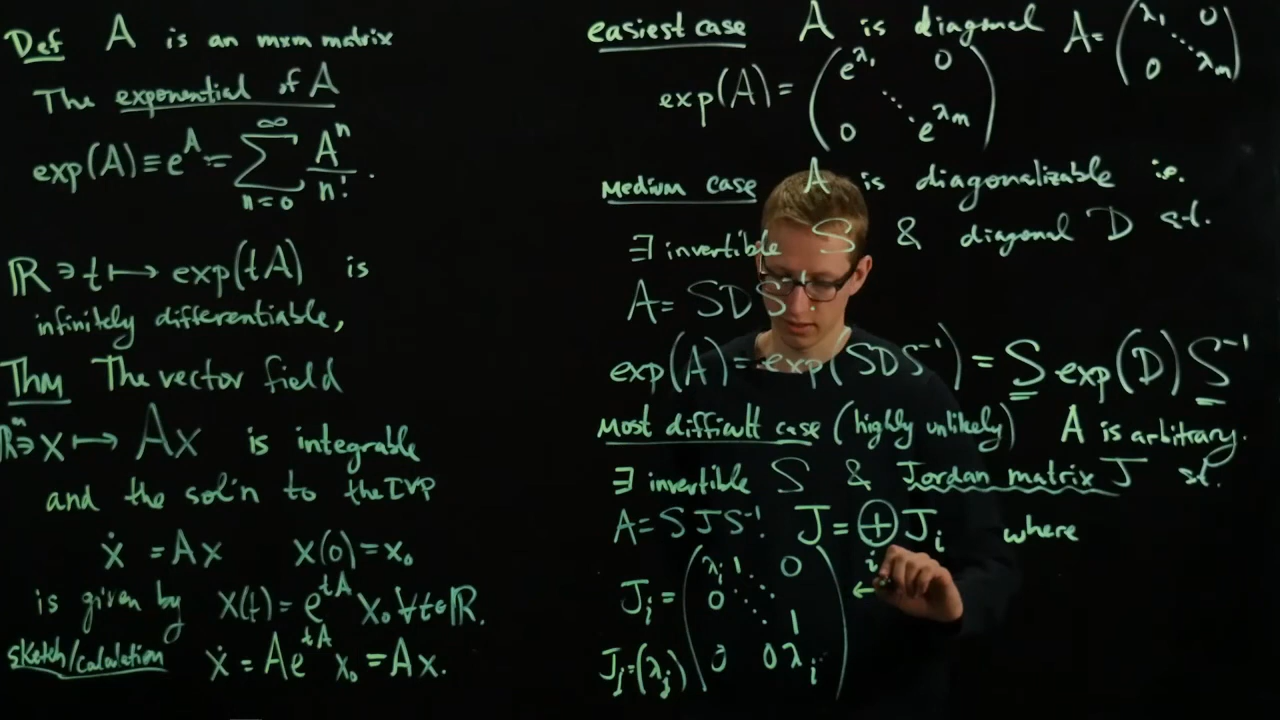 Def A is an mxm matrix
The exponential of A
exp(A) ≡ e^A = ∑_{n=0}^∞ A^n / n! .
ℝ ∋ t ↦ exp(tA) is
infinitely differentiable,
Thm The vector field
ℝ^m ∋ x ↦ Ax is integrable
and the sol'n to the IVP
ẋ = Ax x(0) = x₀
is given by x(t) = e^{tA} x₀ ∀ t ∈ ℝ.
sketch/calculation ẋ = Ae^{tA} x₀ = Ax.
easiest case A is diagonal A = (λ₁ 0 ⋱ 0 λ_m)
exp(A) = (e^{λ₁} 0 ⋱ 0 e^{λ_m})
Medium case A is diagonalizable i.e.
∃ invertible S & diagonal D s.t.
A = SDS⁻¹.
exp(A) = exp(SDS⁻¹) = S exp(D) S⁻¹
Most difficult case (highly unlikely) A is arbitrary.
∃ invertible S & Jordan matrix J s.t.
A = SJS⁻¹. J = ⊕_i J_i where
J_i = (λ_i 1 0 0 ⋱ ⋱ 1 0 0 λ_i) ←
J_j = (λ_j)